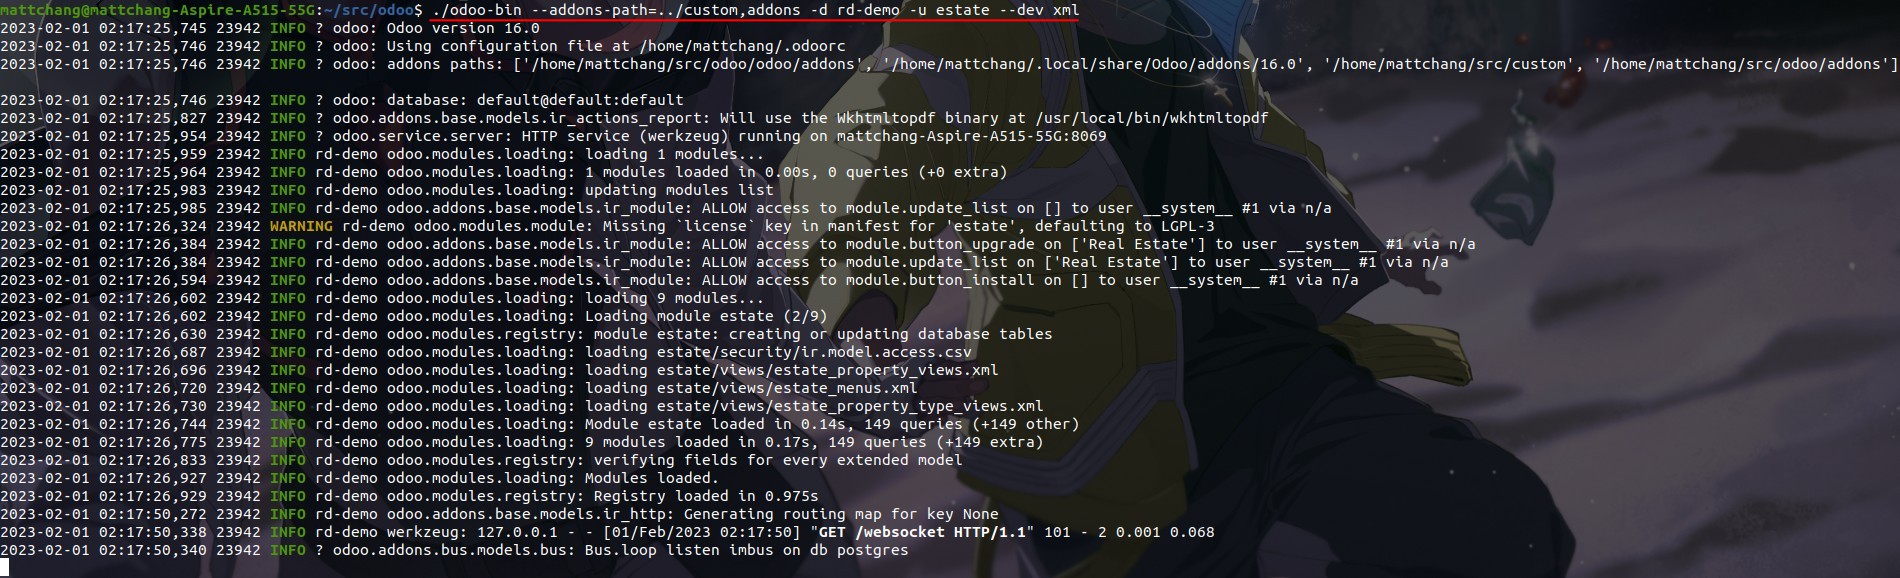 mattchang@mattchang-Aspire-A515-55G:~/src/odoo$ ./odoo-bin --addons-path=../custom,addons -d rd-demo -u estate --dev xml
2023-02-01 02:17:25,745 23942 INFO ? odoo: Odoo version 16.0
2023-02-01 02:17:25,746 23942 INFO ? odoo: Using configuration file at /home/mattchang/.odoorc
2023-02-01 02:17:25,746 23942 INFO ? odoo: addons paths: ['/home/mattchang/src/odoo/odoo/addons', '/home/mattchang/.local/share/Odoo/addons/16.0', '/home/mattchang/src/custom', '/home/mattchang/src/odoo/addons']
2023-02-01 02:17:25,746 23942 INFO ? odoo: database: default@default:default
2023-02-01 02:17:25,827 23942 INFO ? odoo.addons.base.models.ir_actions_report: Will use the Wkhtmltopdf binary at /usr/local/bin/wkhtmltopdf
2023-02-01 02:17:25,954 23942 INFO ? odoo.service.server: HTTP service (werkzeug) running on mattchang-Aspire-A515-55G:8069
2023-02-01 02:17:25,959 23942 INFO rd-demo odoo.modules.loading: loading 1 modules...
2023-02-01 02:17:25,964 23942 INFO rd-demo odoo.modules.loading: 1 modules loaded in 0.00s, 0 queries (+0 extra)
2023-02-01 02:17:25,983 23942 INFO rd-demo odoo.modules.loading: updating modules list
2023-02-01 02:17:25,985 23942 INFO rd-demo odoo.addons.base.models.ir_module: ALLOW access to module.update_list on [] to user __system__ #1 via n/a
2023-02-01 02:17:26,324 23942 WARNING rd-demo odoo.modules.module: Missing `license` key in manifest for 'estate', defaulting to LGPL-3
2023-02-01 02:17:26,384 23942 INFO rd-demo odoo.addons.base.models.ir_module: ALLOW access to module.button_upgrade on ['Real Estate'] to user __system__ #1 via n/a
2023-02-01 02:17:26,384 23942 INFO rd-demo odoo.addons.base.models.ir_module: ALLOW access to module.update_list on ['Real Estate'] to user __system__ #1 via n/a
2023-02-01 02:17:26,594 23942 INFO rd-demo odoo.addons.base.models.ir_module: ALLOW access to module.button_install on [] to user __system__ #1 via n/a
2023-02-01 02:17:26,602 23942 INFO rd-demo odoo.modules.loading: loading 9 modules...
2023-02-01 02:17:26,602 23942 INFO rd-demo odoo.modules.loading: Loading module estate (2/9)
2023-02-01 02:17:26,630 23942 INFO rd-demo odoo.modules.registry: module estate: creating or updating database tables
2023-02-01 02:17:26,687 23942 INFO rd-demo odoo.modules.loading: loading estate/security/ir.model.access.csv
2023-02-01 02:17:26,696 23942 INFO rd-demo odoo.modules.loading: loading estate/views/estate_property_views.xml
2023-02-01 02:17:26,720 23942 INFO rd-demo odoo.modules.loading: loading estate/views/estate_menus.xml
2023-02-01 02:17:26,730 23942 INFO rd-demo odoo.modules.loading: loading estate/views/estate_property_type_views.xml
2023-02-01 02:17:26,744 23942 INFO rd-demo odoo.modules.loading: Module estate loaded in 0.14s, 149 queries (+149 other)
2023-02-01 02:17:26,775 23942 INFO rd-demo odoo.modules.loading: 9 modules loaded in 0.17s, 149 queries (+149 extra)
2023-02-01 02:17:26,833 23942 INFO rd-demo odoo.modules.registry: verifying fields for every extended model
2023-02-01 02:17:26,927 23942 INFO rd-demo odoo.modules.loading: Modules loaded.
2023-02-01 02:17:26,929 23942 INFO rd-demo odoo.modules.registry: Registry loaded in 0.975s
2023-02-01 02:17:50,272 23942 INFO rd-demo odoo.addons.base.models.ir_http: Generating routing map for key None
2023-02-01 02:17:50,338 23942 INFO rd-demo werkzeug: 127.0.0.1 - - [01/Feb/2023 02:17:50] "GET /websocket HTTP/1.1" 101 - 2 0.001 0.068
2023-02-01 02:17:50,340 23942 INFO ? odoo.addons.bus.models.bus: Bus.loop listen imbus on db postgres